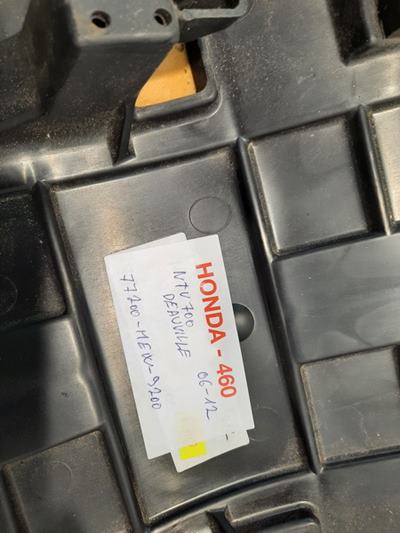 HONDA - 460
NTV 700 06-12
DEAUVILLE
77200-MEW-9200